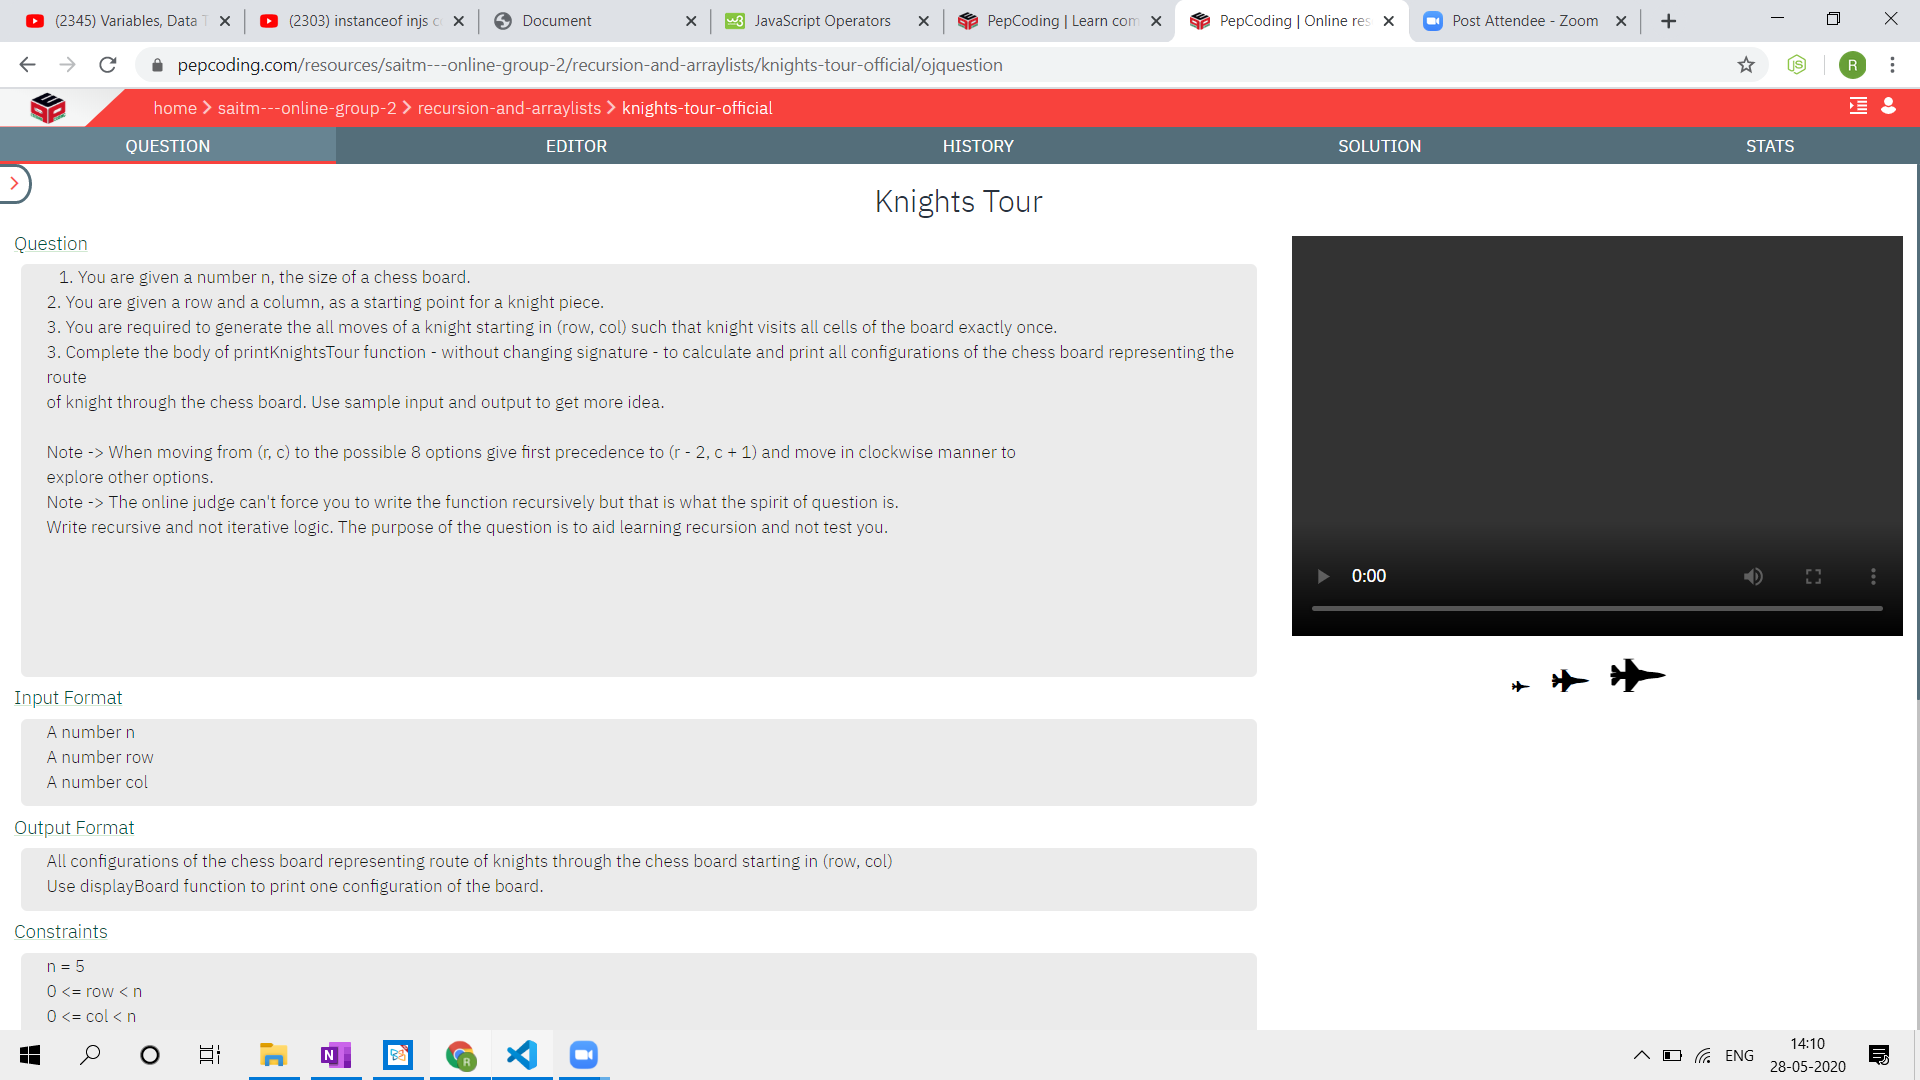 (2345) Variables, Data T
(2303) instanceof injs c
Document
JavaScript Operators
PepCoding | Learn com
PepCoding | Online res
Post Attendee - Zoom
pepcoding.com/resources/saitm---online-group-2/recursion-and-arraylists/knights-tour-official/ojquestion
R
home > saitm---online-group-2 > recursion-and-arraylists > knights-tour-official
QUESTION
EDITOR
HISTORY
SOLUTION
STATS
Knights Tour
Question
1. You are given a number n, the size of a chess board.
2. You are given a row and a column, as a starting point for a knight piece.
3. You are required to generate the all moves of a knight starting in (row, col) such that knight visits all cells of the board exactly once.
3. Complete the body of printKnightsTour function - without changing signature - to calculate and print all configurations of the chess board representing the
route
of knight through the chess board. Use sample input and output to get more idea.
Note -> When moving from (r, c) to the possible 8 options give first precedence to (r - 2, c + 1) and move in clockwise manner to
explore other options.
Note -> The online judge can't force you to write the function recursively but that is what the spirit of question is.
Write recursive and not iterative logic. The purpose of the question is to aid learning recursion and not test you.
0:00
Input Format
A number n
A number row
A number col
Output Format
All configurations of the chess board representing route of knights through the chess board starting in (row, col)
Use displayBoard function to print one configuration of the board.
Constraints
n = 5
0 <= row < n
0 <= col < n
ENG
14:10
28-05-2020